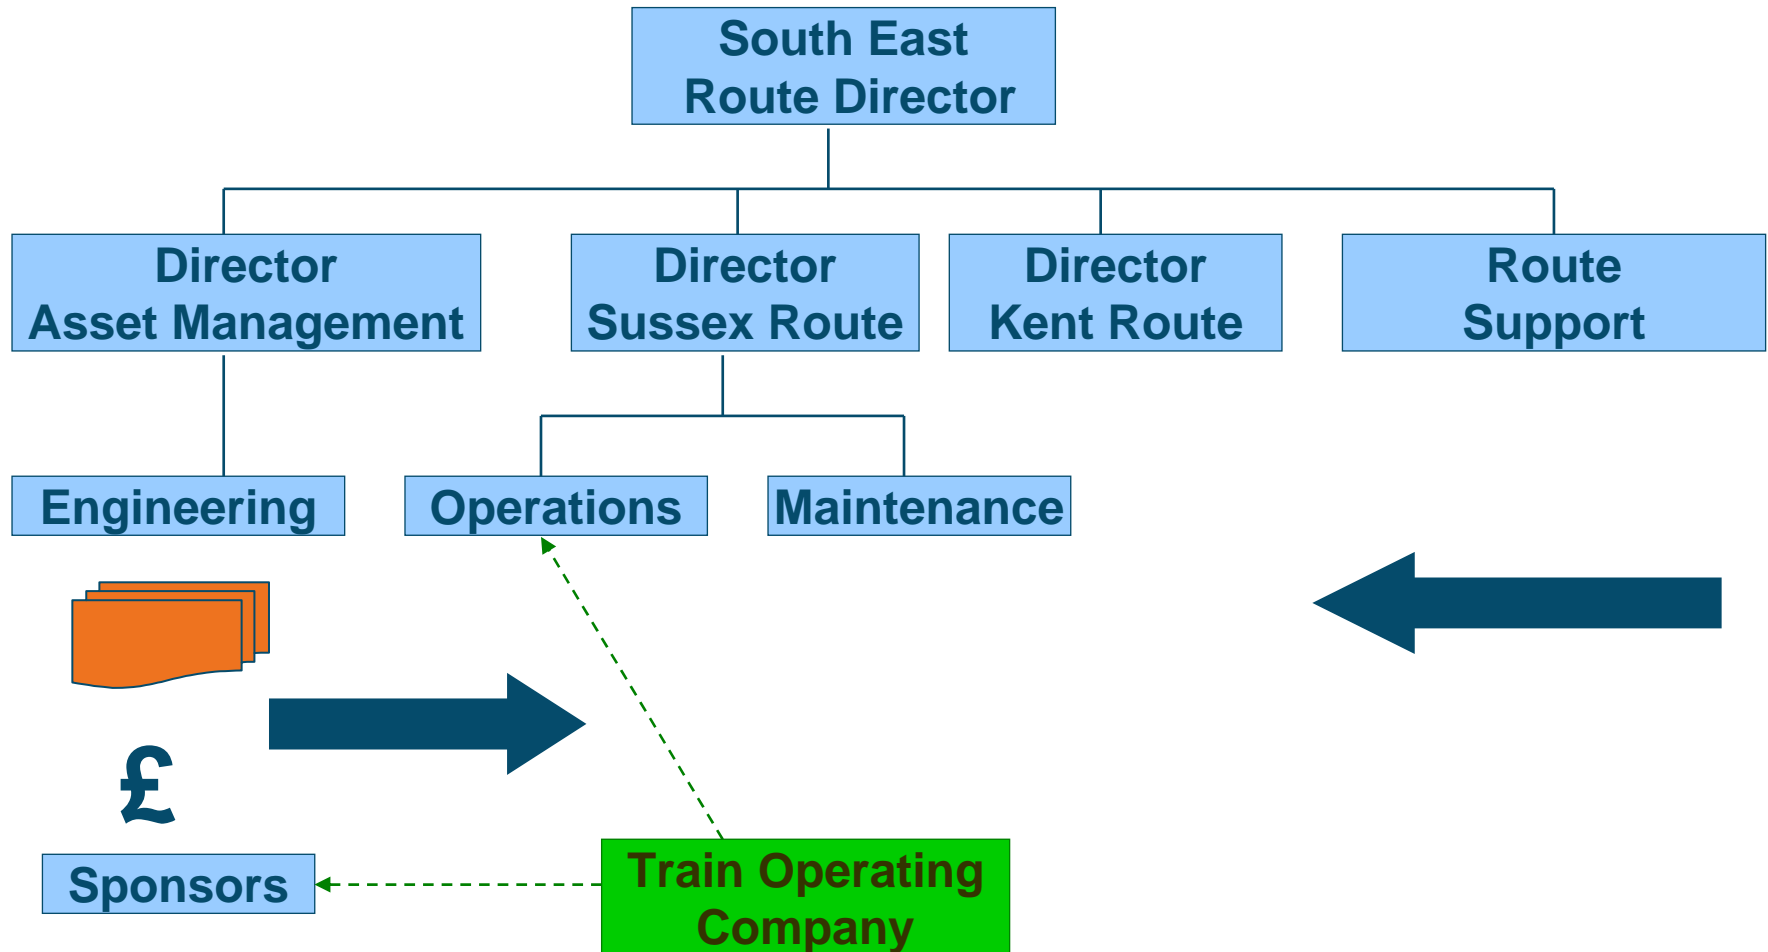 South East
Route Director
Director
Asset Management
Director
Sussex Route
Director
Kent Route
Route
Support
Engineering
Operations
Maintenance
£
Sponsors
Train Operating
Company